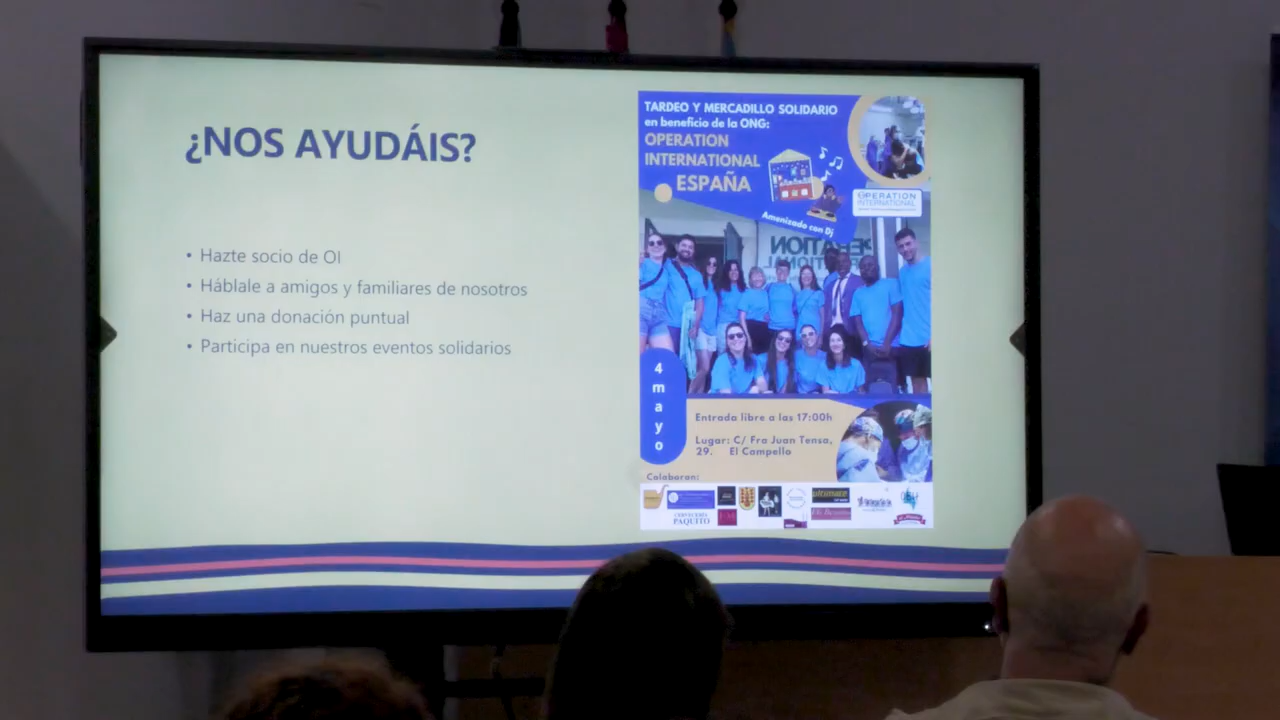 ¿NOS AYUDÁIS?
• Hazte socio de OI
• Háblale a amigos y familiares de nosotros
• Haz una donación puntual
• Participa en nuestros eventos solidarios
TARDEO Y MERCADILLO SOLIDARIO
en beneficio de la ONG:
OPERATION
INTERNATIONAL
ESPAÑA
Amenizado con Dj
OPERATION
INTERNATIONAL
4
mayo
Entrada libre a las 17:00h
Lugar: C/ Fra Juan Tensa,
29. El Campello
Colaboran:
CERVECERÍA
PAQUITO